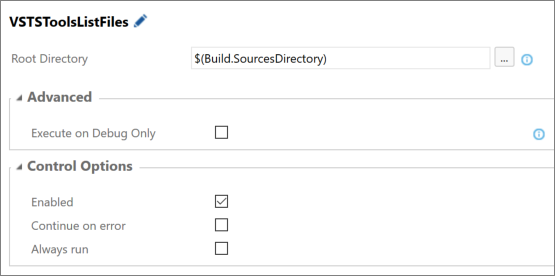 VSTSToolsListFiles
Root Directory $(Build.SourcesDirectory) ...
Advanced
Execute on Debug Only
Control Options
Enabled
Continue on error
Always run